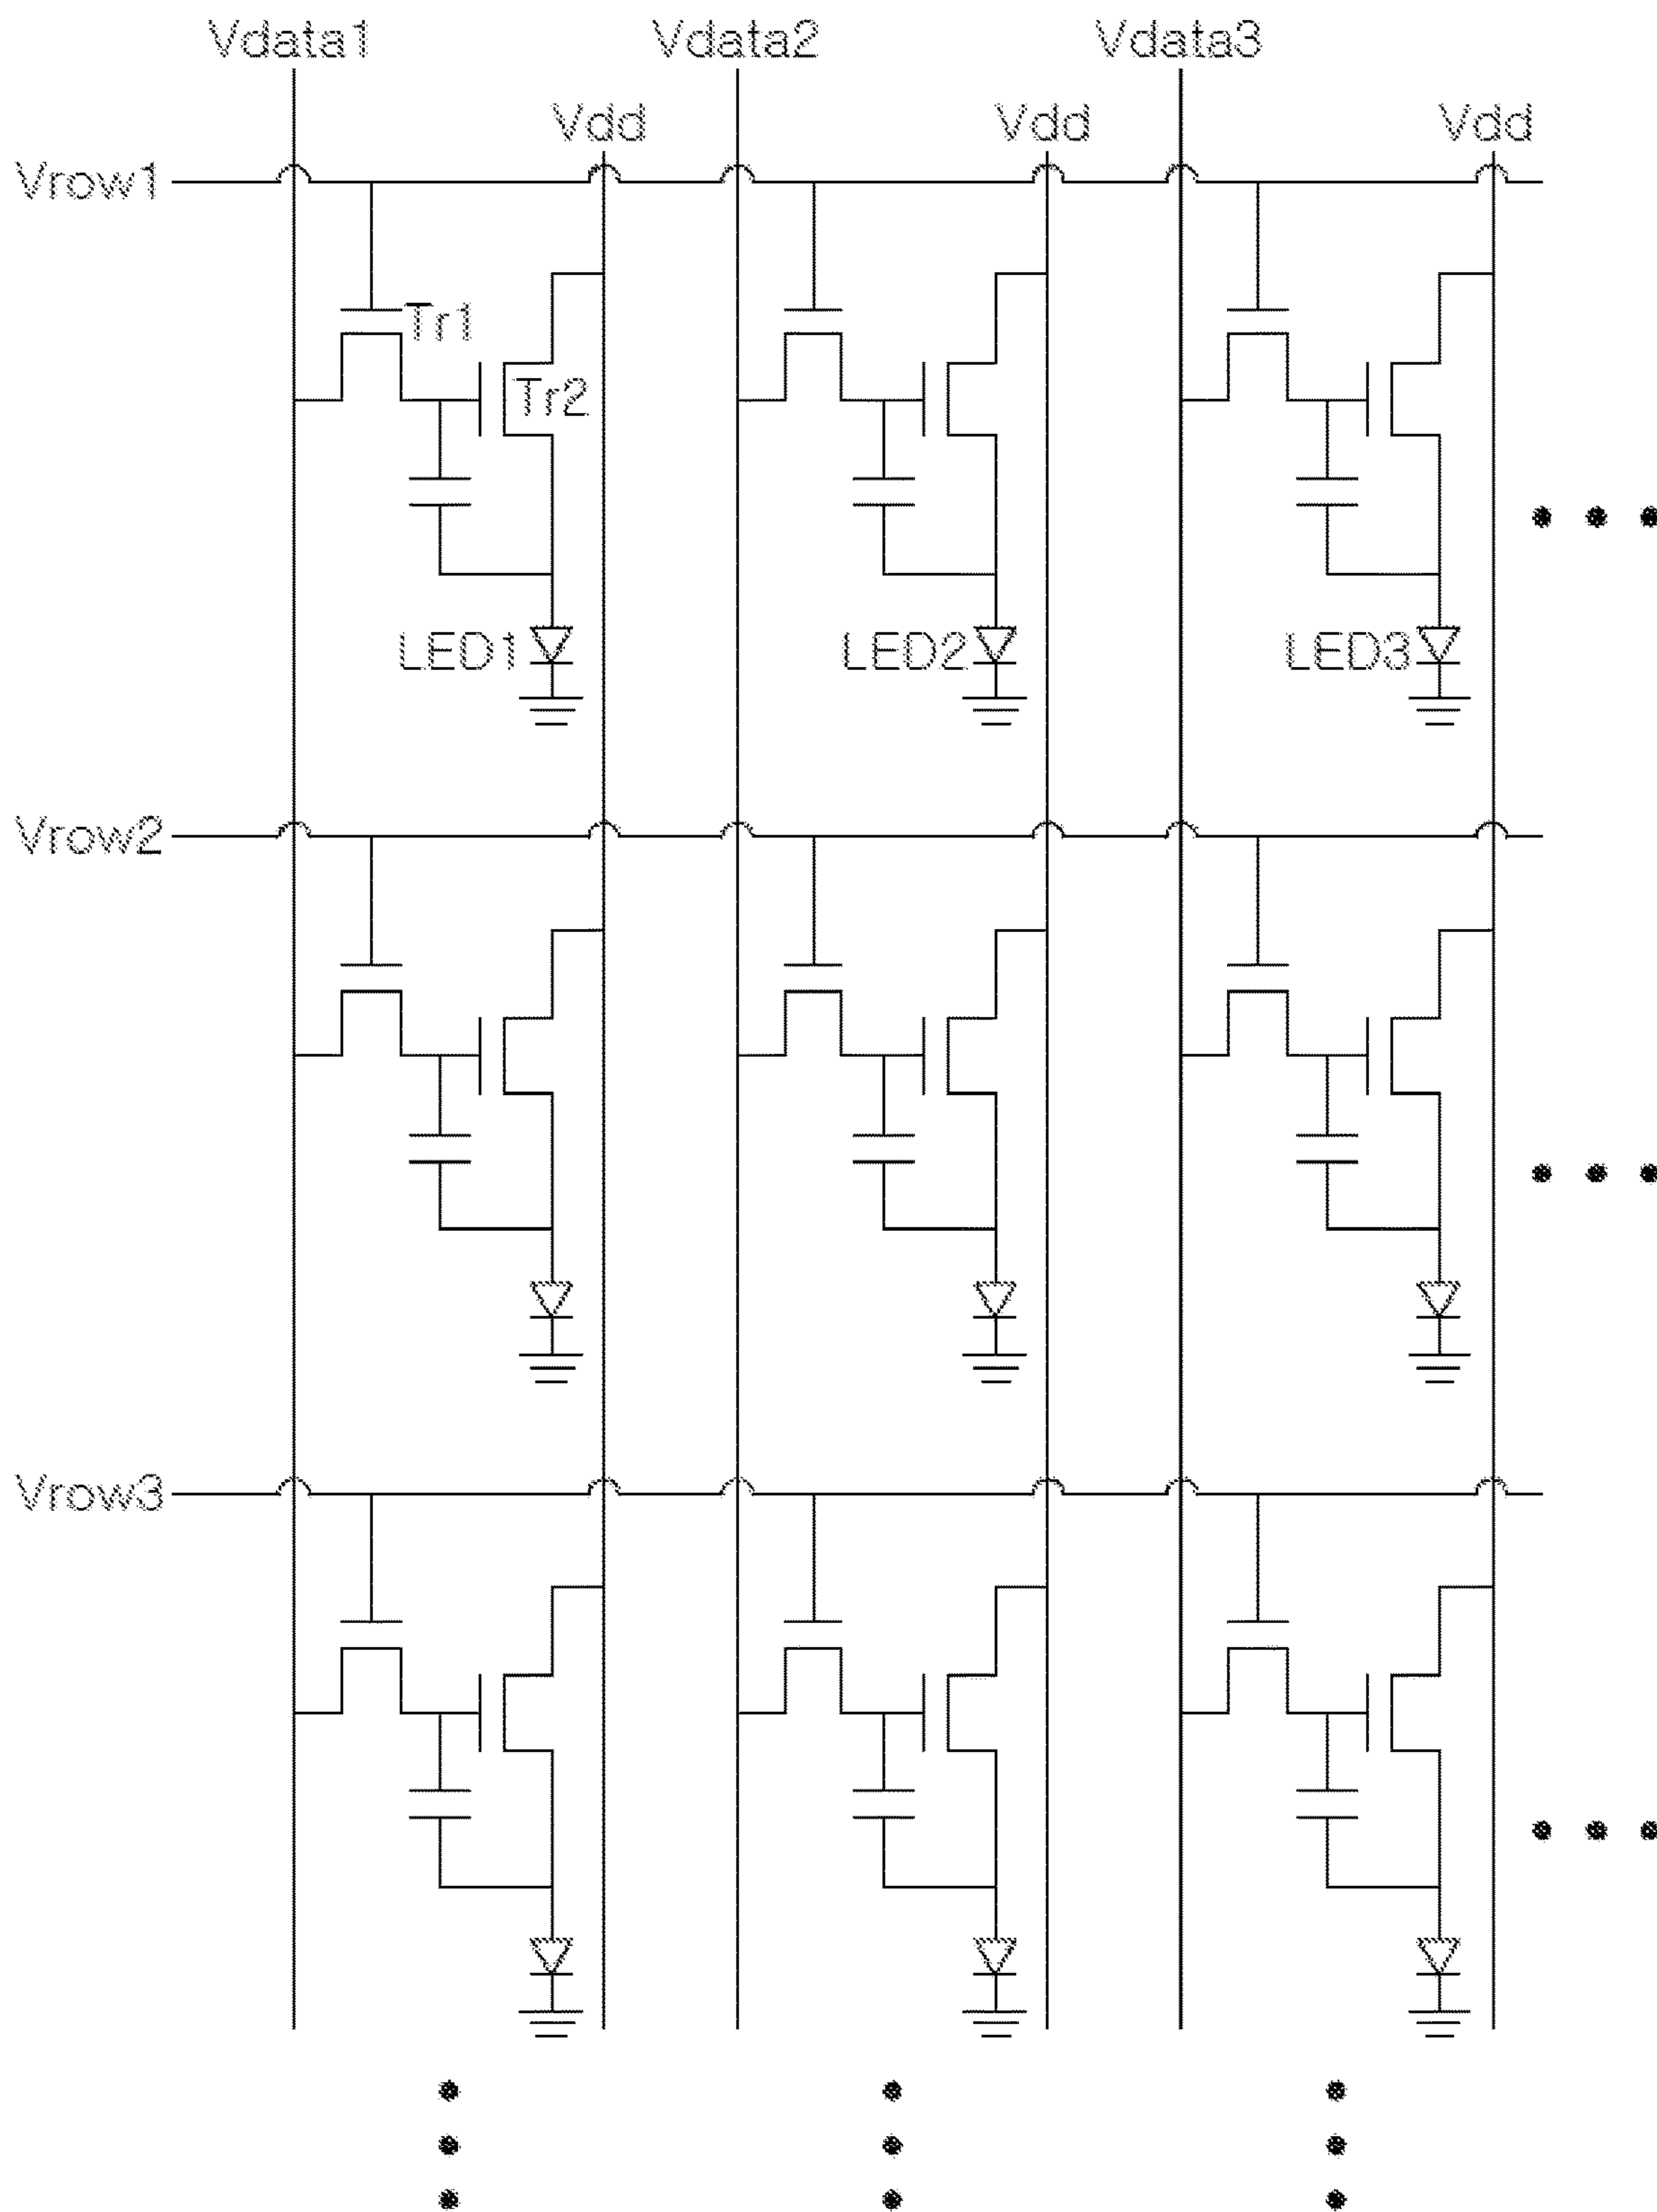 Vdata1 Vdata2 Vdata3
Vdd Vdd Vdd
Vrow1
Tr1
Tr2
LED1 LED2 LED3
Vrow2
Vrow3